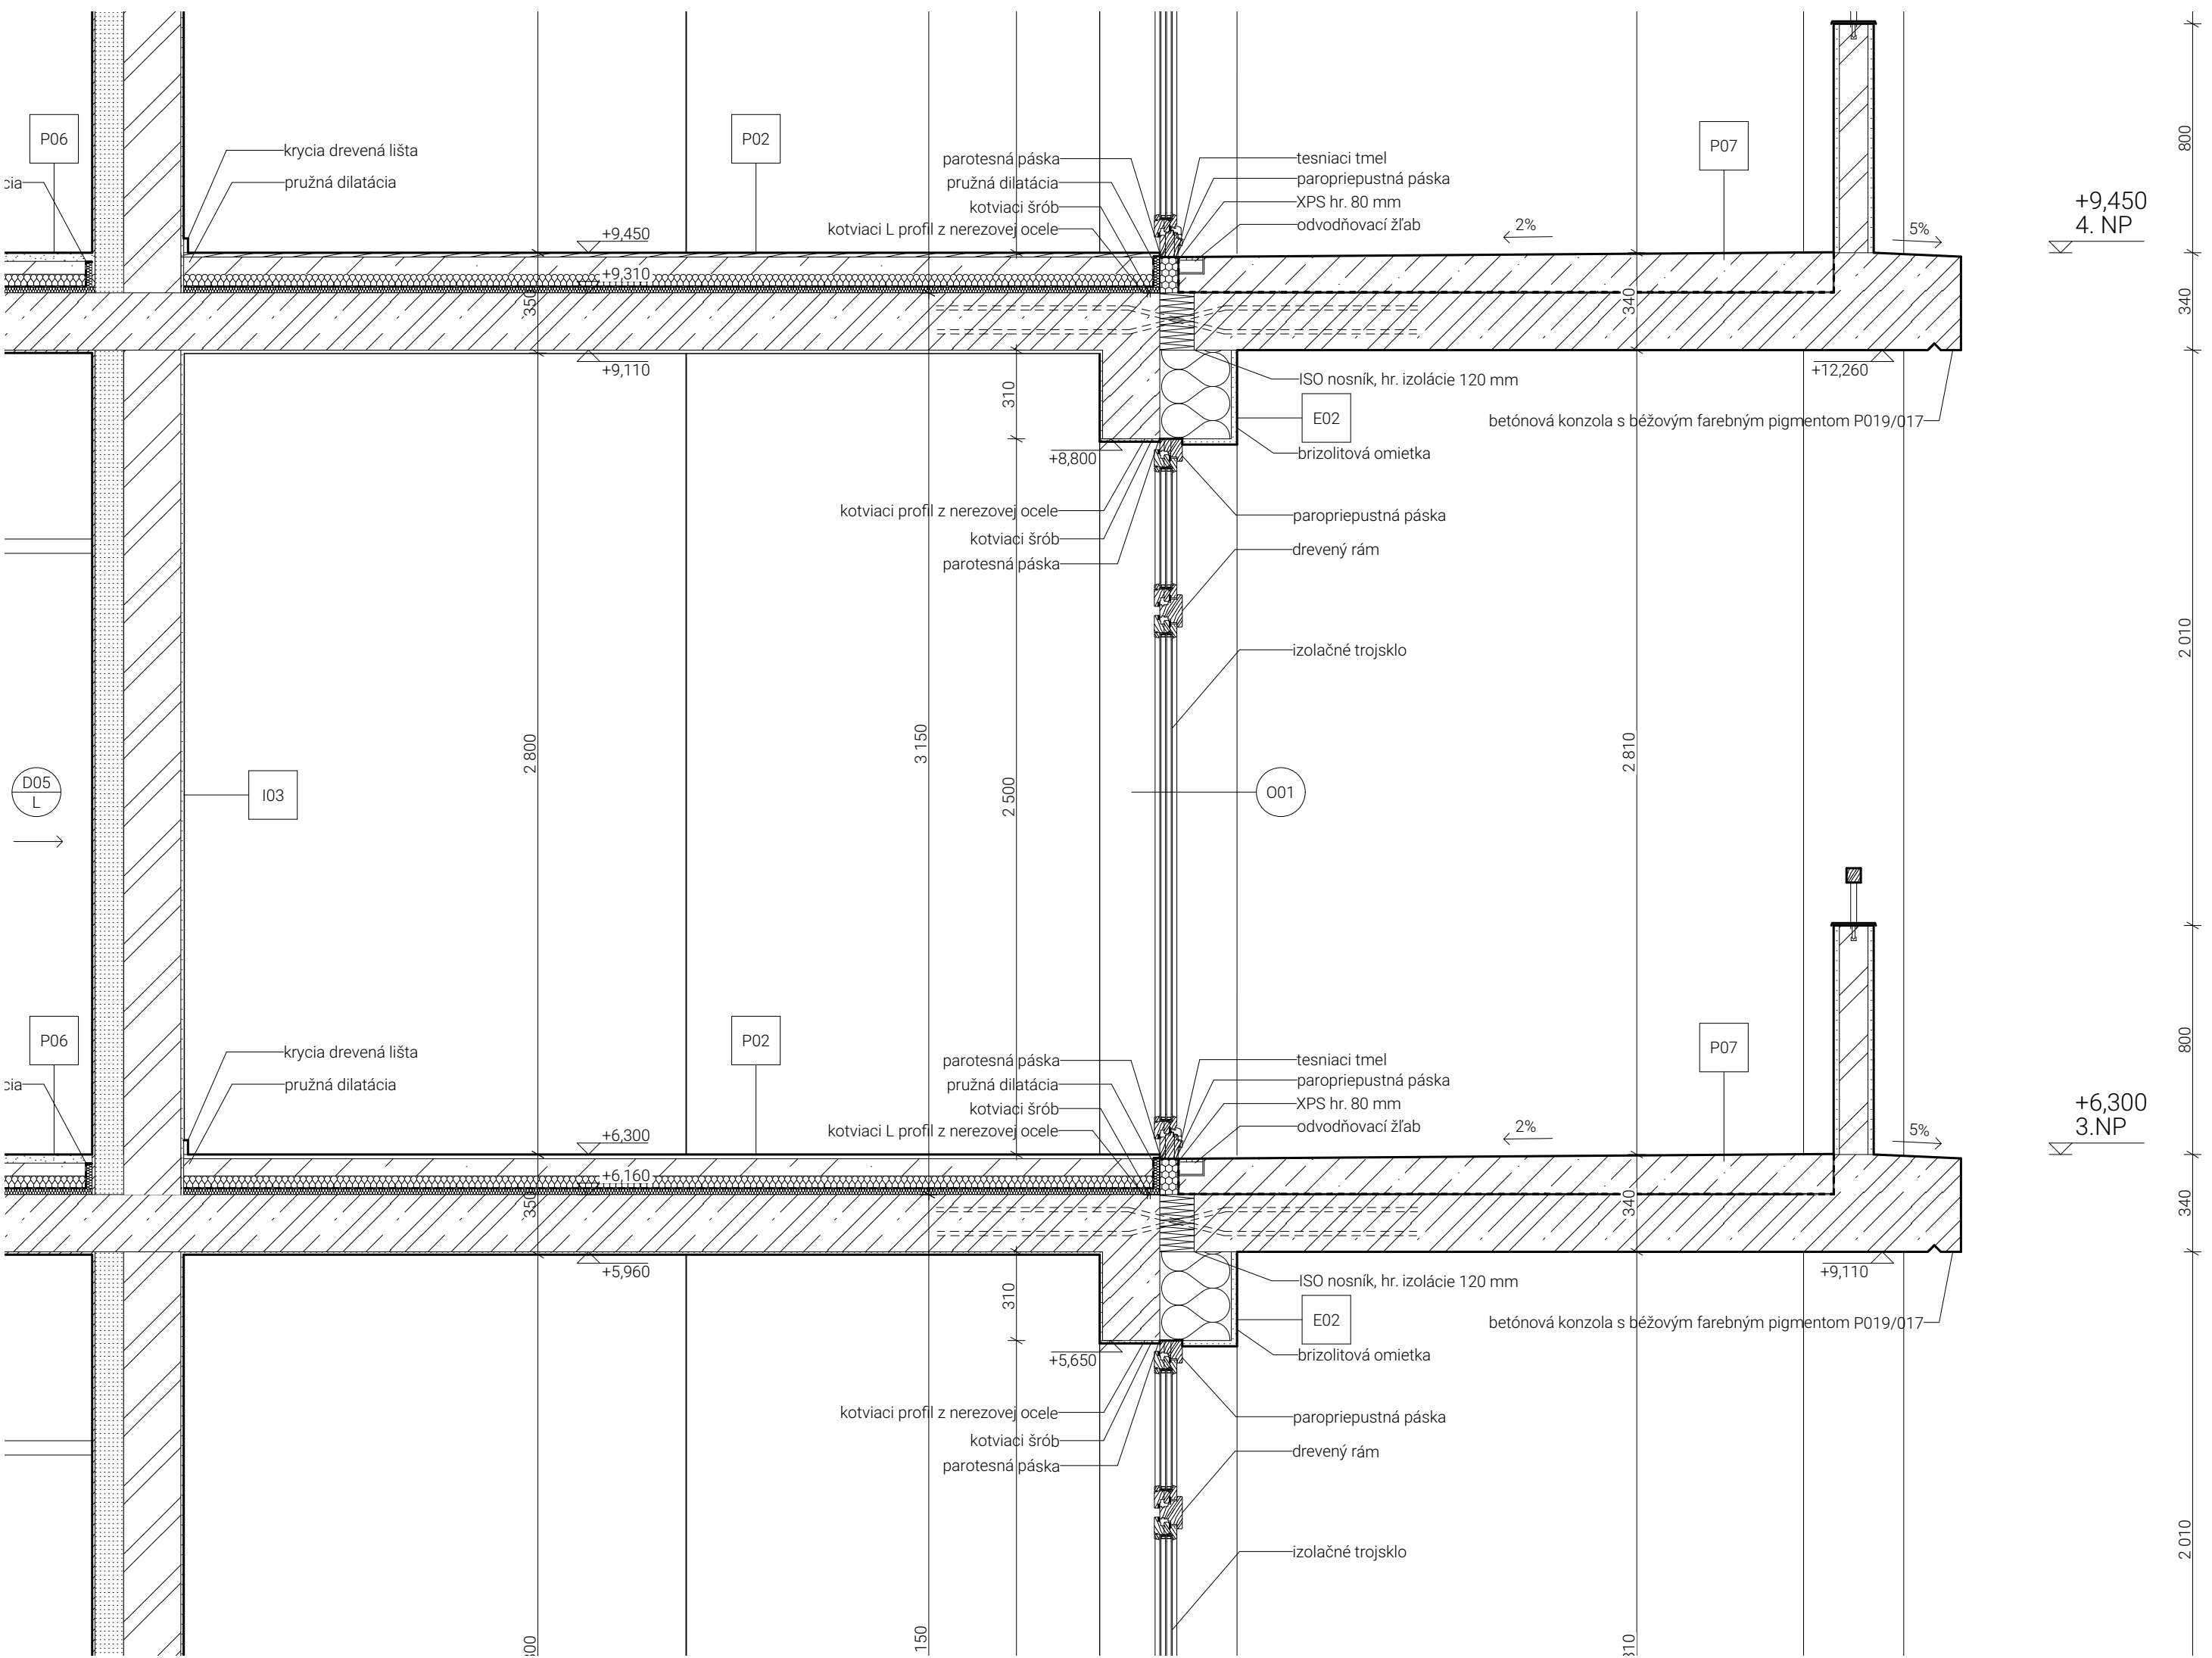 P06
krycia drevená lišta
cia
pružná dilatácia
P02
parotesná páska
pružná dilatácia
kotviaci šrób
kotviaci L profil z nerezovej ocele
tesniaci tmel
paropriepustná páska
XPS hr. 80 mm
odvodňovací žľab
P07
2%
5%
800
+9,450
4. NP
+9,450
+9,310
350
340
340
+9,110
310
+12,260
ISO nosník, hr. izolácie 120 mm
E02
betónová konzola s béžovým farebným pigmentom P019/017
brizolitová omietka
+8,800
kotviaci profil z nerezovej ocele
kotviaci šrób
parotesná páska
paropriepustná páska
drevený rám
izolačné trojsklo
2 010
D05
L
I03
2 800
3 150
2 500
O01
2 810
P06
krycia drevená lišta
cia
pružná dilatácia
P02
parotesná páska
pružná dilatácia
kotviaci šrób
kotviaci L profil z nerezovej ocele
tesniaci tmel
paropriepustná páska
XPS hr. 80 mm
odvodňovací žľab
P07
2%
5%
800
+6,300
3.NP
+6,300
+6,160
350
340
340
+5,960
310
+9,110
ISO nosník, hr. izolácie 120 mm
E02
betónová konzola s béžovým farebným pigmentom P019/017
brizolitová omietka
+5,650
kotviaci profil z nerezovej ocele
kotviaci šrób
parotesná páska
paropriepustná páska
drevený rám
izolačné trojsklo
2 010
800
150
810